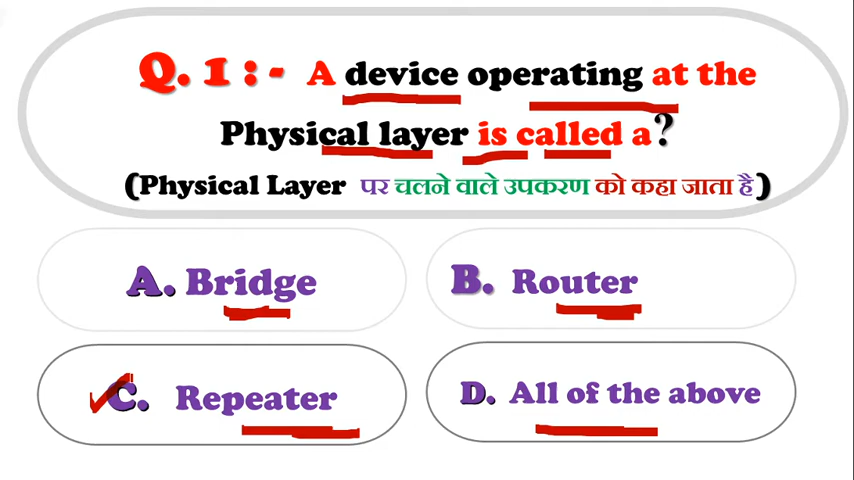 Q. 1 : - A device operating at the
Physical layer is called a?
(Physical Layer पर चलने वाले उपकरण को कहा जाता है)
A. Bridge
B. Router
C. Repeater
D. All of the above